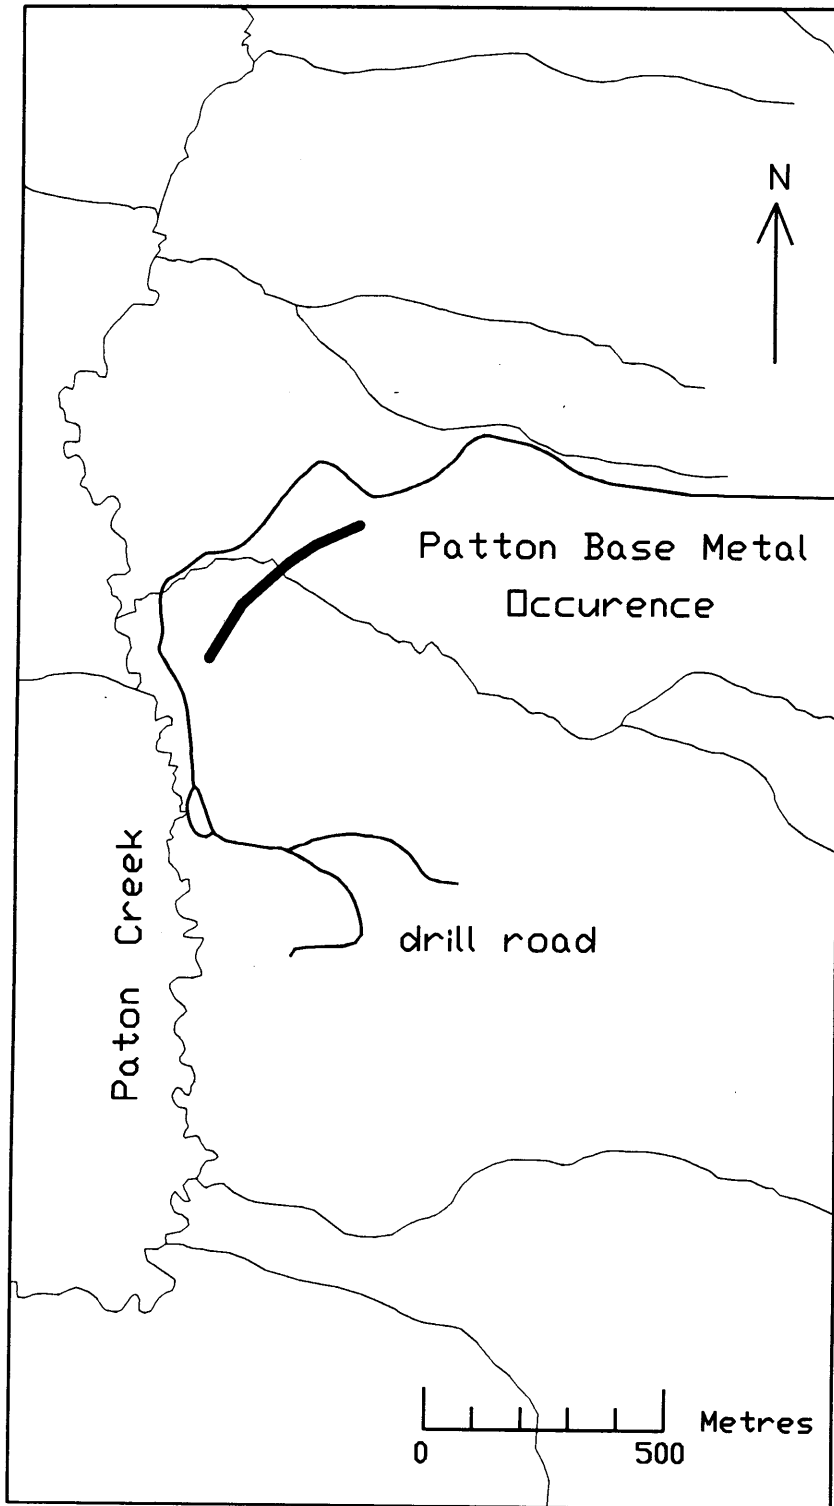 N
Patton Base Metal
Occurence
Paton Creek
drill road
Metres
0 500